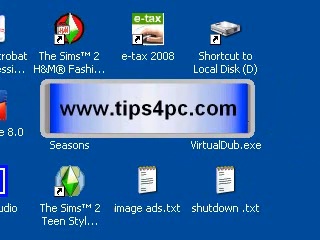 crobat
essi...
The Sims™ 2
H&M® Fashi...
e-tax
e-tax 2008
Shortcut to
Local Disk (D)
e 8.0
www.tips4pc.com
Seasons
VirtualDub.exe
udio
The Sims™ 2
Teen Styl...
image ads.txt
shutdown .txt